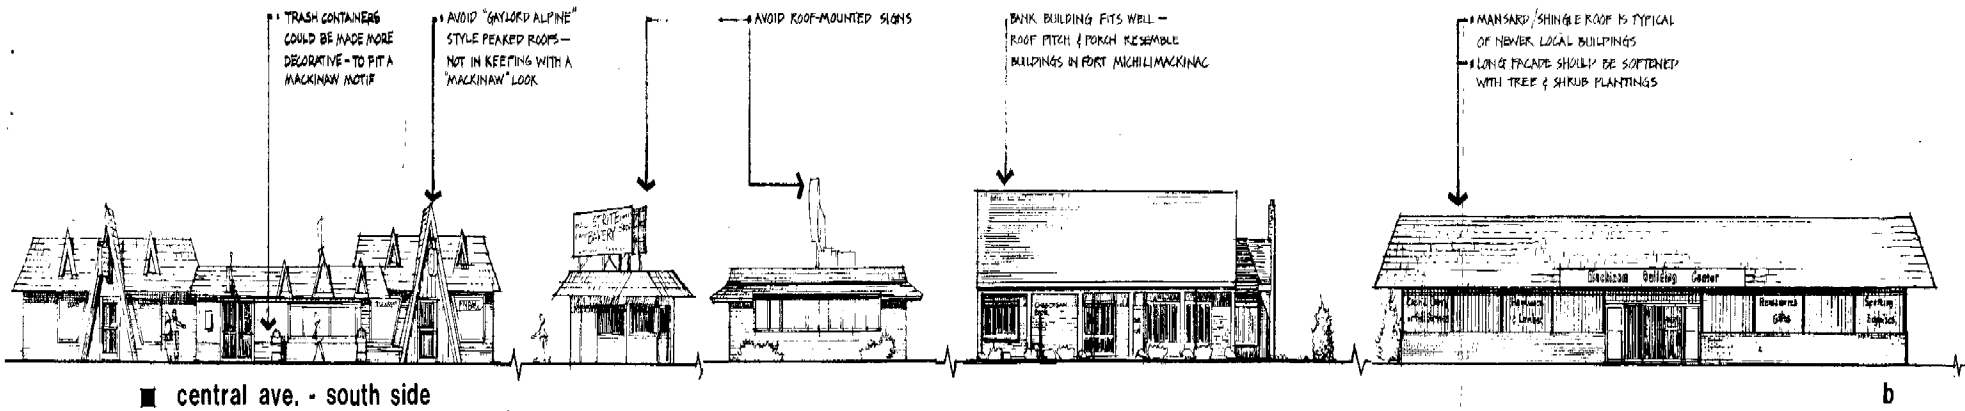 TRASH CONTAINERS
COULD BE MADE MORE
DECORATIVE - TO FIT A
MACKINAW MOTIF
AVOID "GAYLORD ALPINE"
STYLE PEAKED ROOFS -
NOT IN KEEPING WITH A
"MACKINAW" LOOK
AVOID ROOF-MOUNTED SIGNS
BANK BUILDING FITS WELL -
ROOF PITCH & PORCH RESEMBLE
BUILDINGS IN FORT MICHILIMACKINAC
MANSARD/SHINGLE ROOF IS TYPICAL
OF NEWER LOCAL BUILDINGS
LONG FACADE SHOULD BE SOFTENED
WITH TREE & SHRUB PLANTINGS
BAKERY
Building Center
Hardware
Gifts
Sporting
central ave. - south side
b